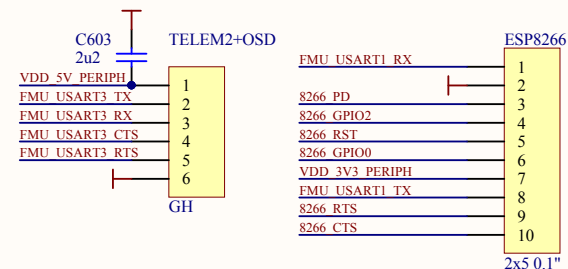 C603
2u2
TELEM2+OSD
VDD_5V_PERIPH 1
FMU_USART3_TX 2
FMU_USART3_RX 3
FMU_USART3_CTS 4
FMU_USART3_RTS 5
6
GH
ESP8266
FMU_USART1_RX 1
2
8266_PD 3
8266_GPIO2 4
8266_RST 5
8266_GPIO0 6
VDD_3V3_PERIPH 7
FMU_USART1_TX 8
8266_RTS 9
8266_CTS 10
2x5 0.1"